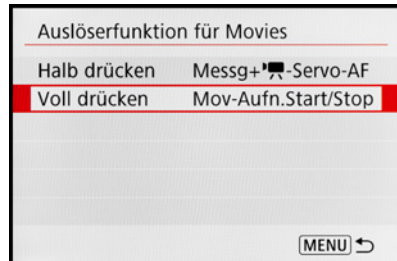 Auslöserfunktion für Movies
Halb drücken Messg+-Servo-AF
Voll drücken Mov-Aufn.Start/Stop
MENU